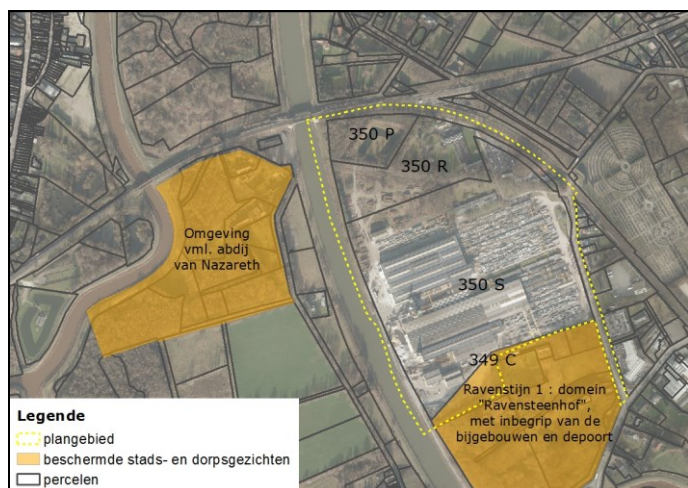 350 P
350 R
Omgeving
vml. abdij
van Nazareth
350 S
349 C
Ravenstijn 1 : domein
"Ravensteenhof",
met inbegrip van de
bijgebouwen en depoort
Legende
plangebied
beschermde stads- en dorpsgezichten
percelen